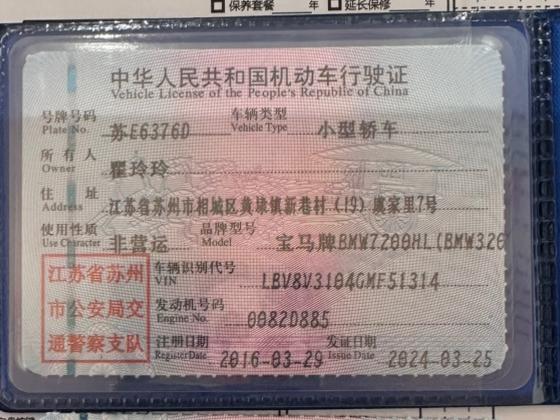 保养套餐 年 延长保修 年
中华人民共和国机动车行驶证
Vehicle License of the People's Republic of China
号牌号码 Plate No. 苏E6376D 车辆类型 Vehicle Type 小型轿车
所有人 Owner 瞿玲玲
住址 Address 江苏省苏州市相城区黄埭镇新巷村(19)虞家里7号
使用性质 Use Character 非营运 品牌型号 Model 宝马牌BMW7200HL(BMW320
江苏省苏州
市公安局交
通警察支队
车辆识别代号 VIN LBV8V3104GMF51314
发动机号码 Engine No. 0082D885
注册日期 Register Date 2016-03-29 发证日期 Issue Date 2024-03-25